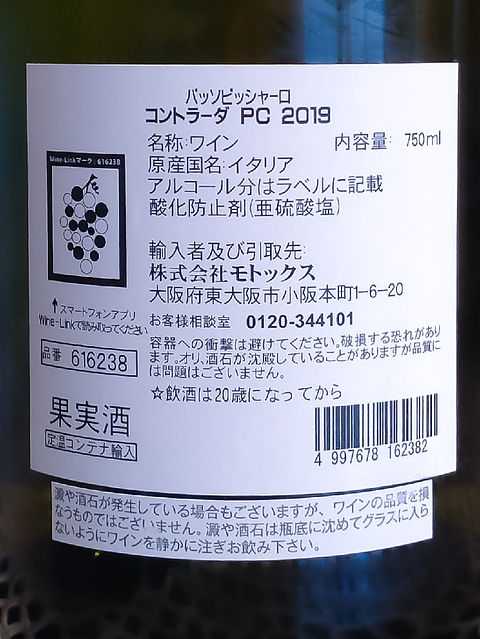 パッソピッシャーロ
コントラーダ PC 2019
名称:ワイン 内容量: 750ml
原産国名:イタリア
アルコール分はラベルに記載
酸化防止剤(亜硫酸塩)
Wine-Linkマーク: 616238
輸入者及び引取先:
株式会社モトックス
大阪府東大阪市小阪本町1-6-20
お客様相談室 0120-344101
↑スマートフォンアプリ
Wine-Linkで読み取ってください
容器への衝撃は避けてください。破損する恐れがあり
ます。オリ、酒石が沈殿していることがありますが品質に
は問題はございません。
品番 616238
☆飲酒は20歳になってから
果実酒
定温コンテナ輸入
4 997678 162382
澱や酒石が発生している場合もございますが、ワインの品質を損
なうものではございません。澱や酒石は瓶底に沈めてグラスに入ら
ないようにワインを静かに注ぎお飲み下さい。